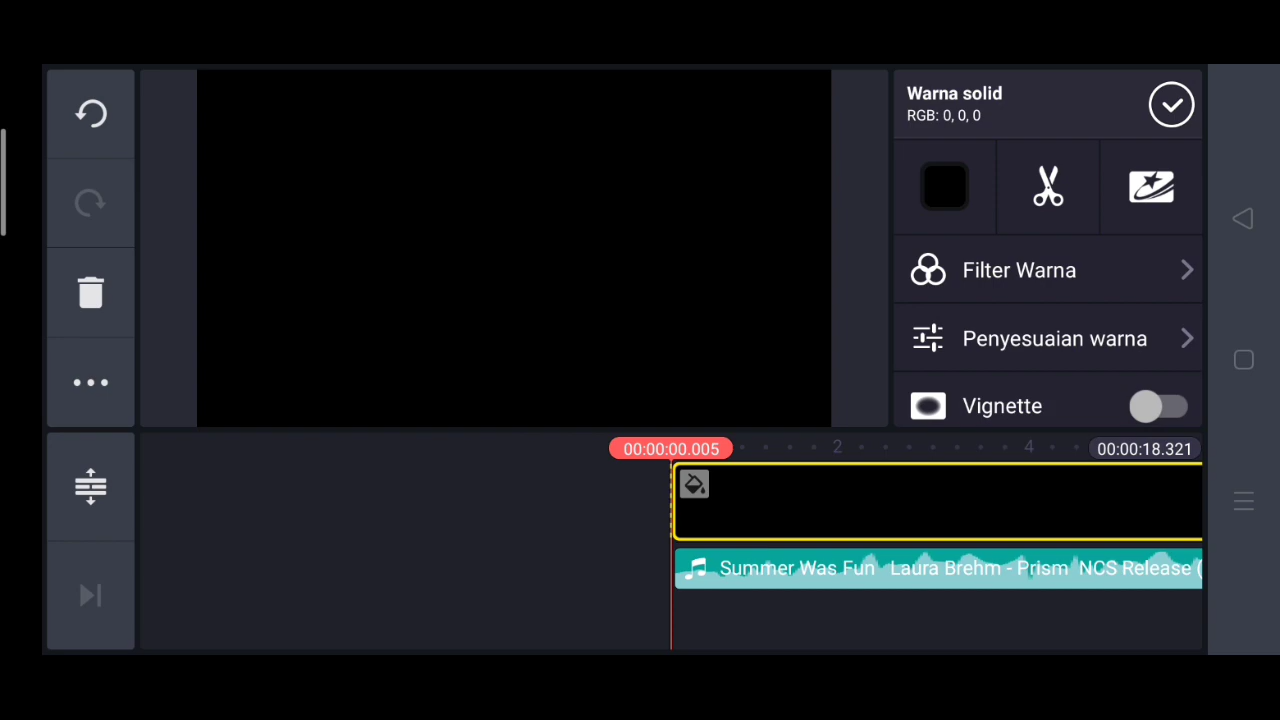 Warna solid
RGB: 0, 0, 0
Filter Warna
Penyesuaian warna
Vignette
00:00:00.005
2
4
00:00:18.321
Summer Was Fun Laura Brehm - Prism NCS Release (